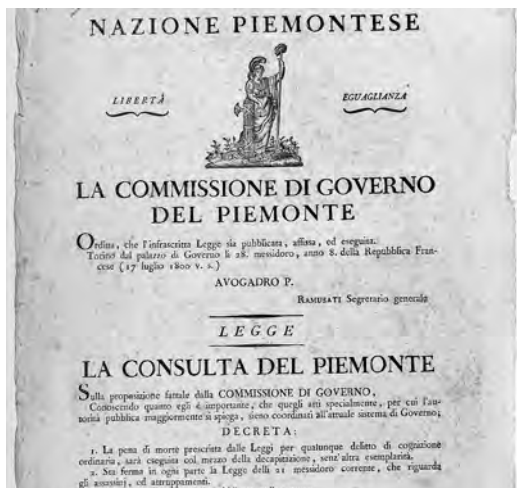 NAZIONE PIEMONTESE
LIBERTÀ
EGUAGLIANZA
LA COMMISSIONE DI GOVERNO
DEL PIEMONTE
Ordina, che l'infrascritta Legge sia pubblicata, affissa, ed eseguita.
Torino dal palazzo di Governo li 28. messidoro, anno 8. della Repubblica Fran-
cese (17 luglio 1800 v. s.)
AVOGADRO P.
RAMUSATI Segretario generale
LEGGE
LA CONSULTA DEL PIEMONTE
Sulla proposizione fattale dalla COMMISSIONE DI GOVERNO,
Conoscendo quanto egli è importante, che quegli atti specialmente, per cui l'au-
torità pubblica maggiormente si spiega, sieno coordinati all'attuale sistema di Governo;
DECRETA:
1. La pena di morte prescritta dalle Leggi per qualunque delitto di cognizione
ordinaria, sarà eseguita col mezzo della decapitazione, senz'altra esemplarità.
2. Sta ferma in ogni parte la Legge delli 21 messidoro corrente, che riguarda
gli assassini, ed attruppamenti.